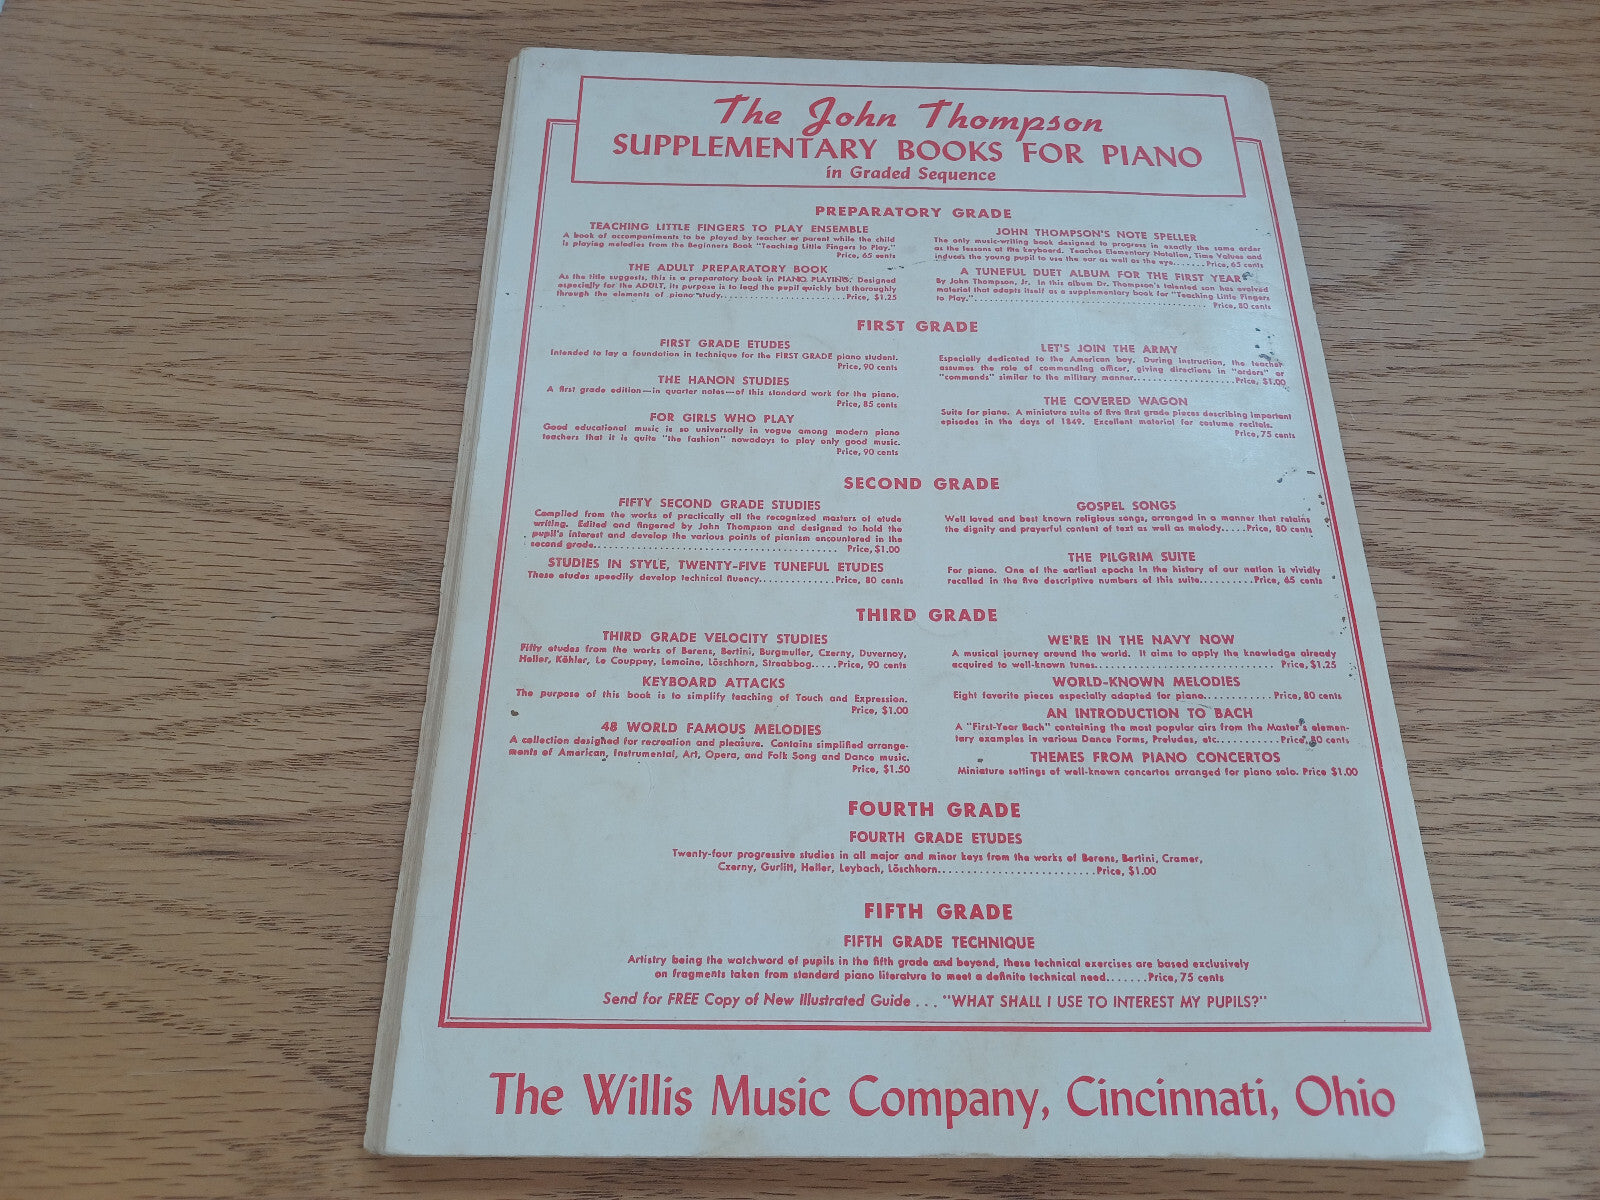 The John Thompson
SUPPLEMENTARY BOOKS FOR PIANO
in Graded Sequence
PREPARATORY GRADE
TEACHING LITTLE FINGERS TO PLAY ENSEMBLE
A book of accompaniments to be played by teacher or parent while the child
is playing melodies from the Beginners Book "Teaching Little Fingers to Play."
Price, 65 cents
THE ADULT PREPARATORY BOOK
As the title suggests, this is a preparatory book in PIANO PLAYING. Designed
especially for the ADULT, its purpose is to lead the pupil quickly but thoroughly
through the elements of piano study..............................Price, $1.25
JOHN THOMPSON'S NOTE SPELLER
The only music-writing book designed to progress in exactly the same order
as the lessons at the keyboard. Teaches Elementary Notation, Time Values and
induces the young pupil to use the ear as well as the eye........Price, 65 cents
A TUNEFUL DUET ALBUM FOR THE FIRST YEAR
By John Thompson, Jr. In this album Dr. Thompson's talented son has evolved
material that adapts itself as a supplementary book for "Teaching Little Fingers
to Play."..................................................... Price, 80 cents
FIRST GRADE
FIRST GRADE ETUDES
Intended to lay a foundation in technique for the FIRST GRADE piano student.
Price, 90 cents
THE HANON STUDIES
A first grade edition—in quarter notes—of this standard work for the piano.
Price, 85 cents
FOR GIRLS WHO PLAY
Good educational music is so universally in vogue among modern piano
teachers that it is quite "the fashion" nowadays to play only good music.
Price, 90 cents
LET'S JOIN THE ARMY
Especially dedicated to the American boy. During instruction, the teacher
assumes the role of commanding officer, giving directions in "orders" or
"commands" similar to the military manner.....................Price, $1.00
THE COVERED WAGON
Suite for piano. A miniature suite of five first grade pieces describing important
episodes in the days of 1849. Excellent material for costume recitals.
Price, 75 cents
SECOND GRADE
FIFTY SECOND GRADE STUDIES
Compiled from the works of practically all the recognized masters of etude
writing. Edited and fingered by John Thompson and designed to hold the
pupil's interest and develop the various points of pianism encountered in the
second grade.................................................. Price, $1.00
STUDIES IN STYLE, TWENTY-FIVE TUNEFUL ETUDES
These etudes speedily develop technical fluency..............Price, 80 cents
GOSPEL SONGS
Well loved and best known religious songs, arranged in a manner that retains
the dignity and prayerful content of text as well as melody.....Price, 80 cents
THE PILGRIM SUITE
For piano. One of the earliest epochs in the history of our nation is vividly
recalled in the five descriptive numbers of this suite..........Price, 65 cents
THIRD GRADE
THIRD GRADE VELOCITY STUDIES
Fifty etudes from the works of Berens, Bertini, Burgmuller, Czerny, Duvernoy,
Heller, Köhler, Le Couppey, Lemoine, Löschhorn, Streabbog.....Price, 90 cents
KEYBOARD ATTACKS
The purpose of this book is to simplify teaching of Touch and Expression.
Price, $1.00
48 WORLD FAMOUS MELODIES
A collection designed for recreation and pleasure. Contains simplified arrange-
ments of American, Instrumental, Art, Opera, and Folk Song and Dance music.
Price, $1.50
WE'RE IN THE NAVY NOW
A musical journey around the world. It aims to apply the knowledge already
acquired to well-known tunes.................................. Price, $1.25
WORLD-KNOWN MELODIES
Eight favorite pieces especially adapted for piano............Price, 80 cents
AN INTRODUCTION TO BACH
A "First-Year Bach" containing the most popular airs from the Master's elemen-
tary examples in various Dance Forms, Preludes, etc...........Price, 80 cents
THEMES FROM PIANO CONCERTOS
Miniature settings of well-known concertos arranged for piano solo. Price $1.00
FOURTH GRADE
FOURTH GRADE ETUDES
Twenty-four progressive studies in all major and minor keys from the works of Berens, Bertini, Cramer,
Czerny, Gurlitt, Heller, Leybach, Löschhorn...........................Price, $1.00
FIFTH GRADE
FIFTH GRADE TECHNIQUE
Artistry being the watchword of pupils in the fifth grade and beyond, these technical exercises are based exclusively
on fragments taken from standard piano literature to meet a definite technical need.......Price, 75 cents
Send for FREE Copy of New Illustrated Guide . . . "WHAT SHALL I USE TO INTEREST MY PUPILS?"
The Willis Music Company, Cincinnati, Ohio